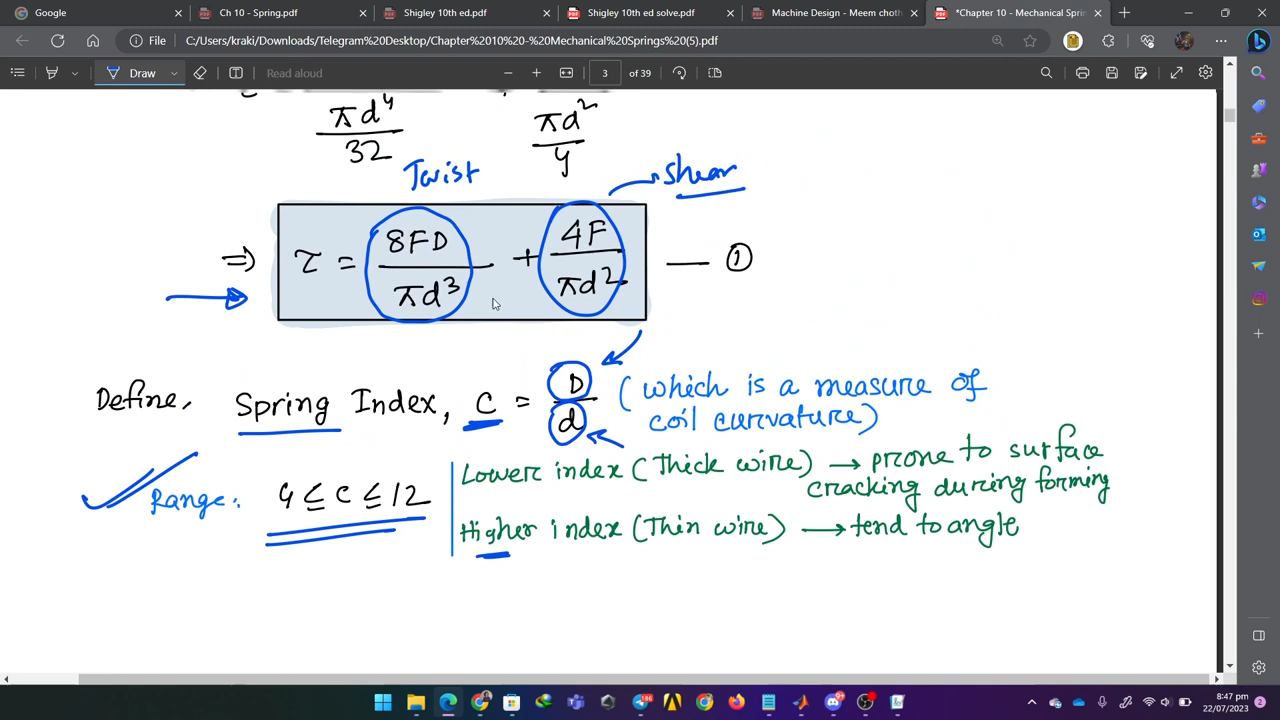 Google
Ch 10 - Spring.pdf
Shigley 10th ed.pdf
Shigley 10th ed solve.pdf
Machine Design - Meem choth
*Chapter 10 - Mechanical Sprin
File
C:/Users/kraki/Downloads/Telegram%20Desktop/Chapter%2010%20-%20Mechanical%20Springs%20(5).pdf
Draw
Read aloud
3 of 39
πd⁴/32
πd²/4
Twist
Shear
⇒ τ = 8FD/πd³ + 4F/πd² — ①
Define, Spring Index, C = D/d (which is a measure of
coil curvature)
Range: 4 ≤ C ≤ 12
Lower index (Thick wire) → prone to surface
cracking during forming
Higher index (Thin wire) → tend to angle
8:47 pm
22/07/2023